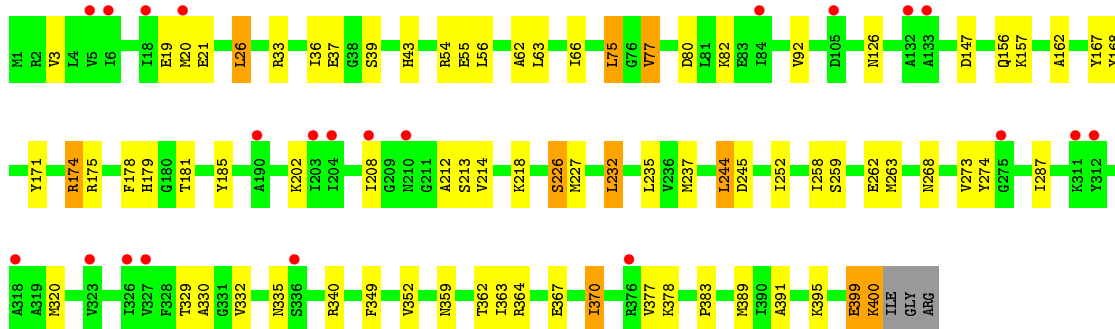 M1 R2 V3 L4 V5 I6 I18 E19 M20 E21 L26 R33 I36 E37 G38 S39 H43 R54 E55 L56 A62 L63 I66 L75 G76 V77 D80 L81 K82 E83 I84 V92 D105 N126 A132 A133 D147 Q156 K157 A162 Y167 Y168
Y171 R174 R175 F178 H179 G180 T181 Y185 A190 K202 I203 I204 I208 G209 N210 G211 A212 S213 V214 K218 S226 M227 L232 L235 V236 M237 L244 D245 I252 I258 S259 E262 M263 N268 V273 Y274 G275 I287 K311 Y312
A318 A319 M320 V323 I326 V327 F328 T329 A330 G331 V332 N335 S336 R340 F349 V352 N359 T362 I363 R364 E367 I370 R376 V377 K378 P383 M389 I390 A391 K395 E399 K400 ILE GLY ARG